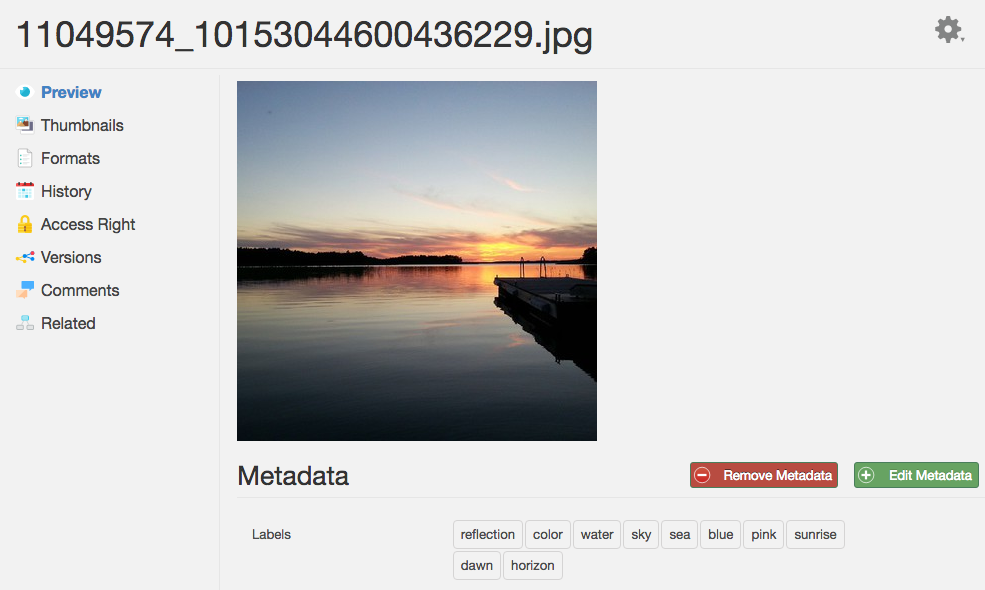 11049574_10153044600436229.jpg
Preview
Thumbnails
Formats
History
Access Right
Versions
Comments
Related
Metadata
Remove Metadata
Edit Metadata
Labels
reflection color water sky sea blue pink sunrise
dawn horizon